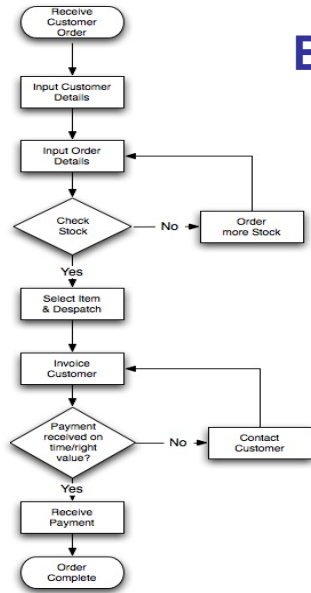 Receive
Customer
Order
E
Input Customer
Details
Input Order
Details
Check
Stock
No
Order
more Stock
Yes
Select Item
& Despatch
Invoice
Customer
Payment
received on
time/right
value?
No
Contact
Customer
Yes
Receive
Payment
Order
Complete